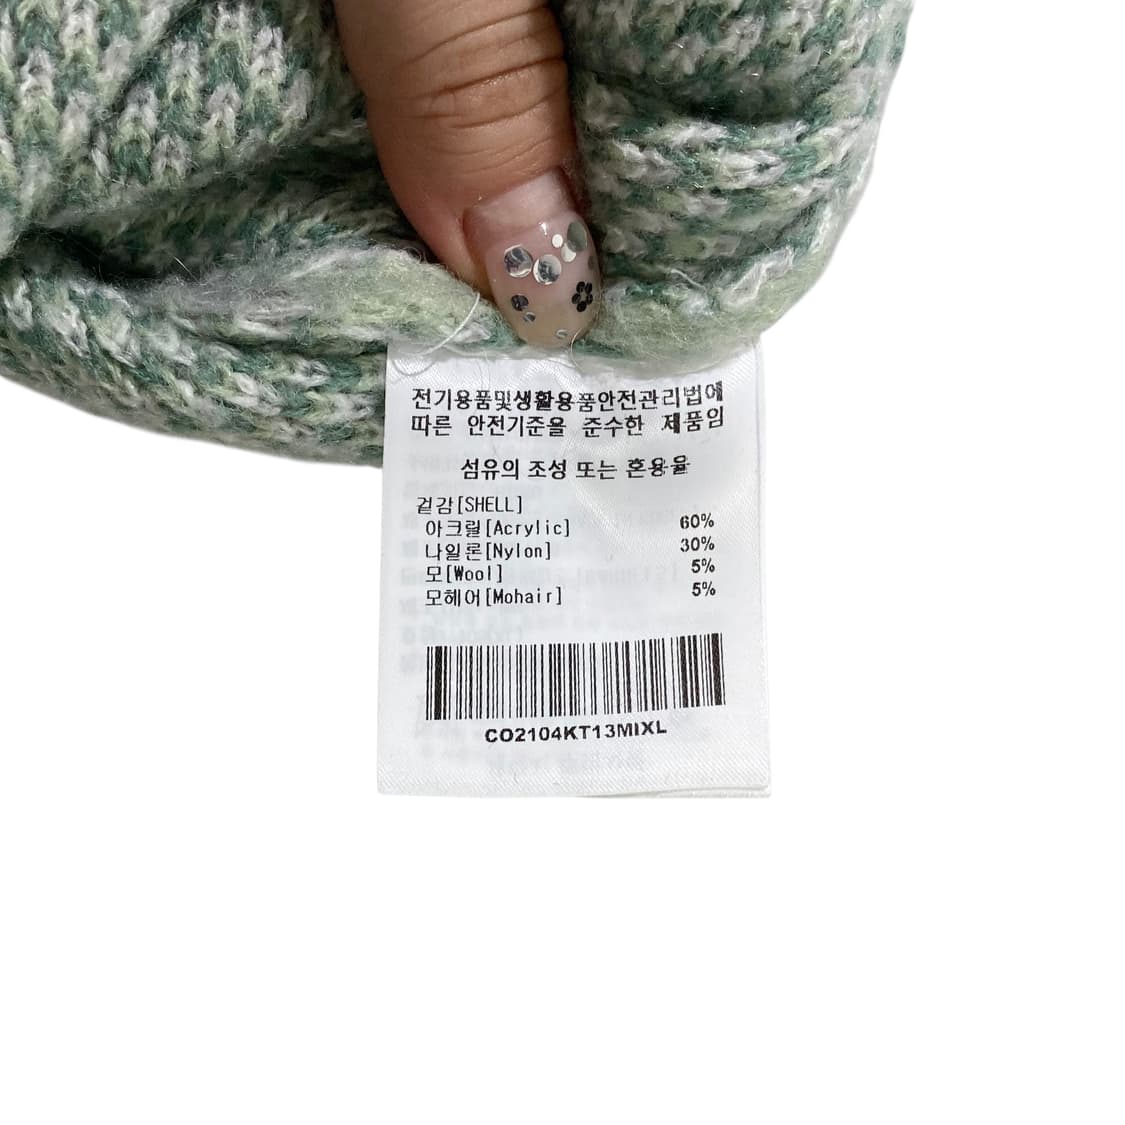 전기용품및생활용품안전관리법에
따른 안전기준을 준수한 제품임
섬유의 조성 또는 혼용율
겉감[SHELL]
아크릴[Acrylic] 60%
나일론[Nylon] 30%
모[Wool] 5%
모헤어[Mohair] 5%
CO2104KT13MIXL